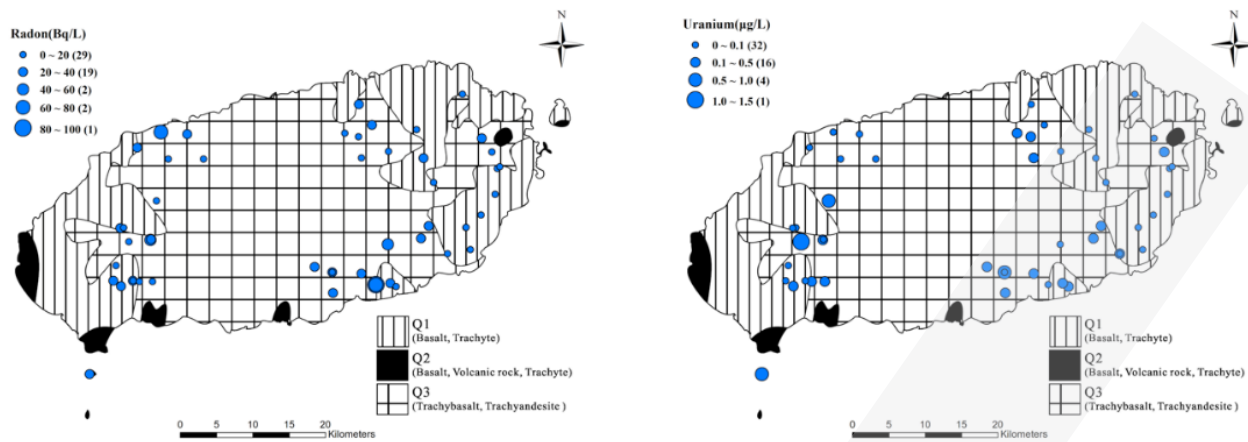 N
Radon(Bq/L)
0 ~ 20 (29)
20 ~ 40 (19)
40 ~ 60 (2)
60 ~ 80 (2)
80 ~ 100 (1)
Q1
(Basalt, Trachyte)
Q2
(Basalt, Volcanic rock, Trachyte)
Q3
(Trachybasalt, Trachyandesite )
0 5 10 15 20
Kilometers
N
Uranium(µg/L)
0 ~ 0.1 (32)
0.1 ~ 0.5 (16)
0.5 ~ 1.0 (4)
1.0 ~ 1.5 (1)
Q1
(Basalt, Trachyte)
Q2
(Basalt, Volcanic rock, Trachyte)
Q3
(Trachybasalt, Trachyandesite )
0 5 10 15 20
Kilometers